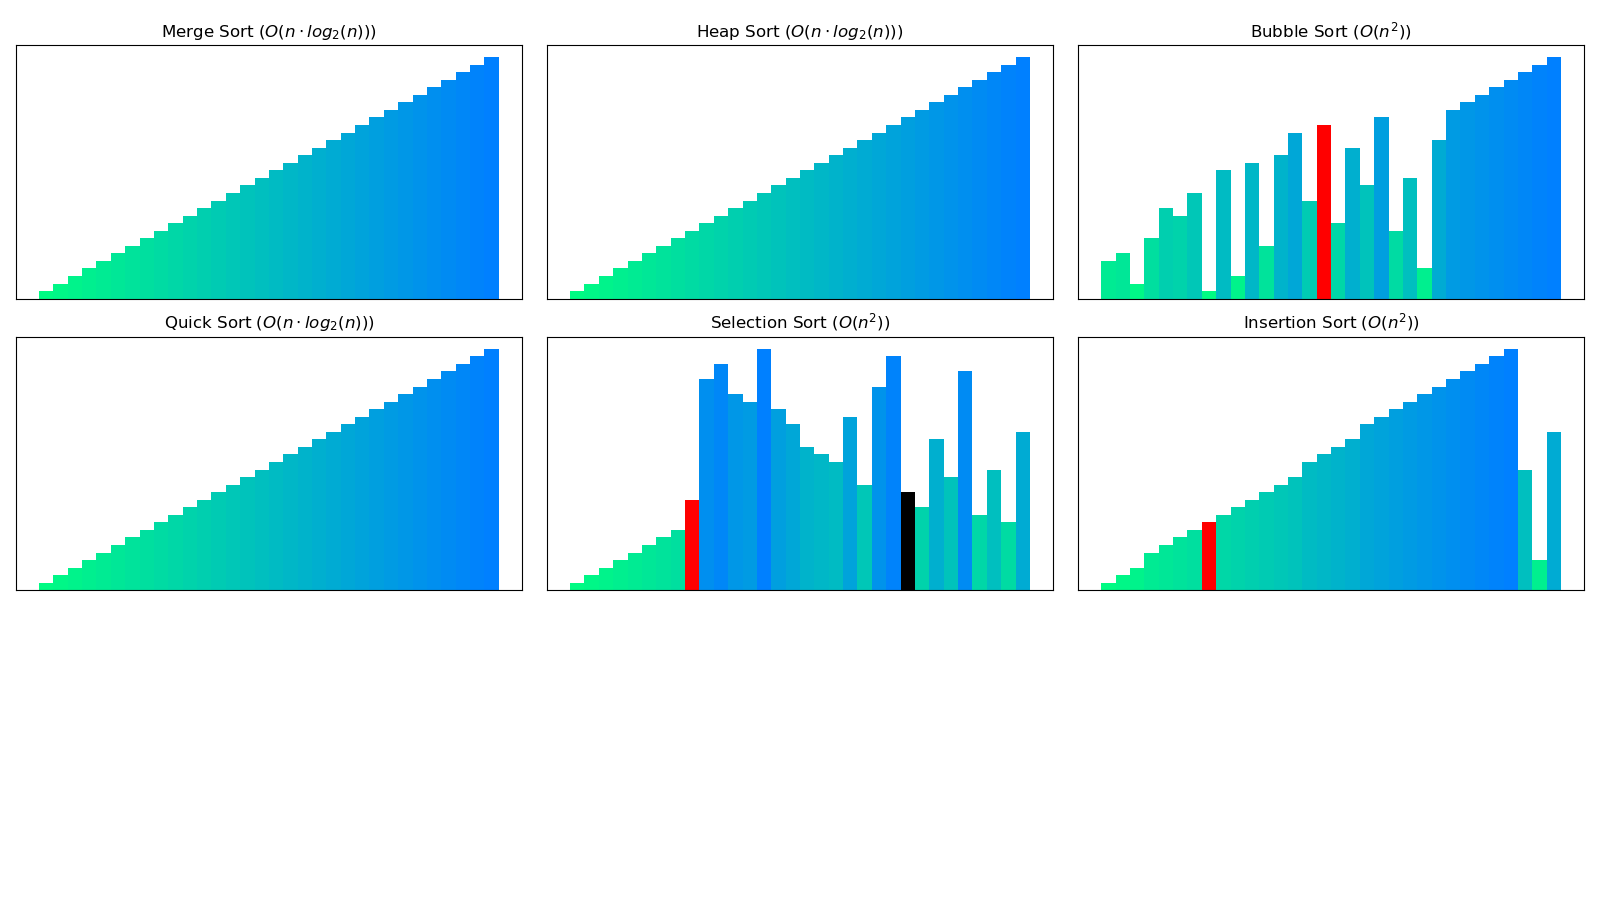 Merge Sort (O(n · log₂(n)))
Heap Sort (O(n · log₂(n)))
Bubble Sort (O(n²))
Quick Sort (O(n · log₂(n)))
Selection Sort (O(n²))
Insertion Sort (O(n²))